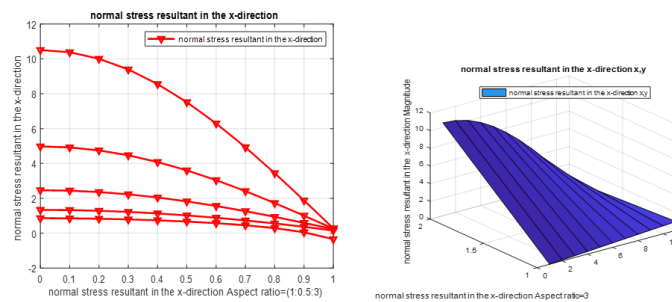 normal stress resultant in the x-direction
normal stress resultant in the x-direction
normal stress resultant in the x-direction
12
10
8
6
4
2
0
-2
0 0.1 0.2 0.3 0.4 0.5 0.6 0.7 0.8 0.9 1
normal stress resultant in the x-direction Aspect ratio=(1:0.5:3)
normal stress resultant in the x-direction x,y
normal stress resultant in the x-direction x,y
normal stress resultant in the x-direction Magnitude
12
10
8
6
4
2
0
2
1.5
1
0 2 4 6 8
normal stress resultant in the x-direction Aspect ratio=3